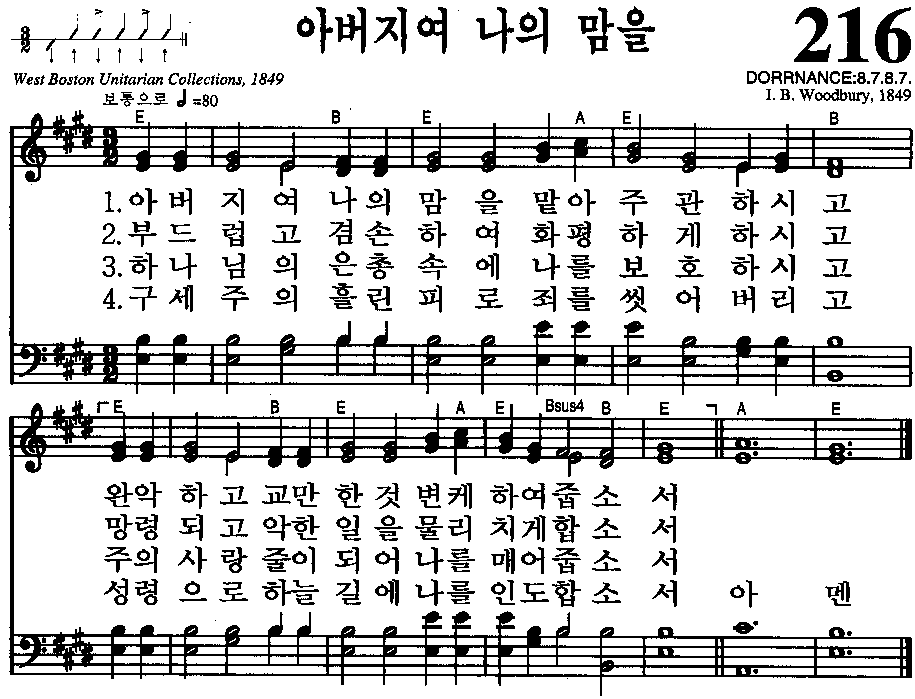 아버지여 나의 맘을
216
West Boston Unitarian Collections, 1849
DORRNANCE:8.7.8.7.
보통으로 =80
I. B. Woodbury, 1849
3 2
E B E A E B
3 2
1.아 버 지 여 나의 맘 을 맡아 주 관 하 시 고
2.부 드 럽 고 겸손 하 여 화평 하 게 하 시 고
3.하 나 님 의 은총 속 에 나를 보 호 하 시 고
4.구 세 주 의 흘린 피 로 죄를 씻 어 버 리 고
3 2
E B E A E Bsus4 B E A E
완악 하 고 교만 한 것 변케 하여줍 소 서
망령 되 고 악한 일 을 물리 치게합 소 서
주의 사 랑 줄이 되 어 나를 매어줍 소 서
성령 으 로 하늘 길 에 나를 인도합 소 서 아 멘